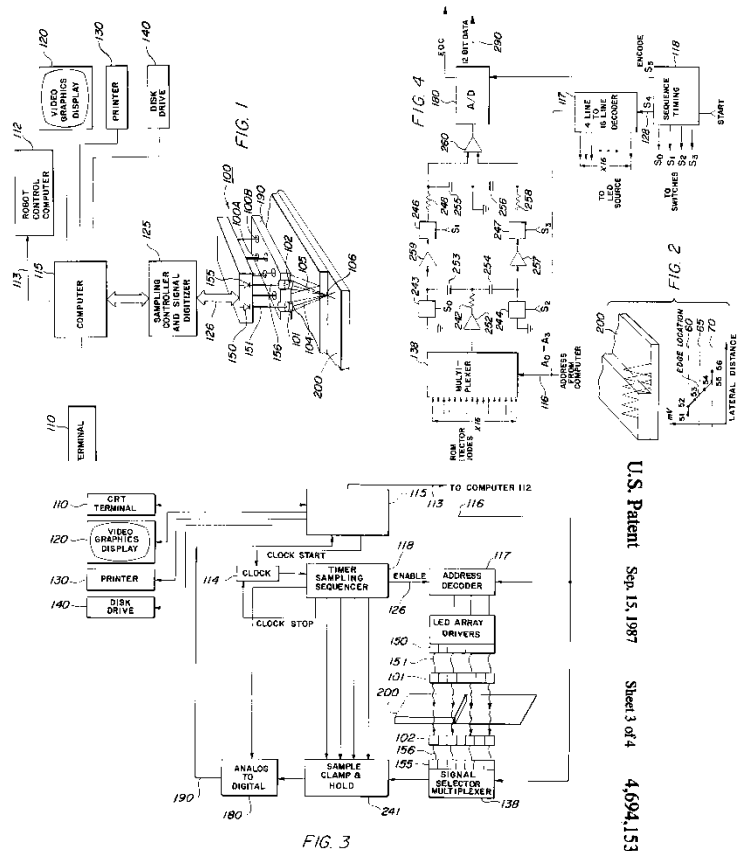 120
VIDEO
GRAPHICS
DISPLAY
130
PRINTER
140
DISK
DRIVE
112
ROBOT
CONTROL
COMPUTER
113
115
COMPUTER
125
SAMPLING
CONTROLLER
AND SIGNAL
DIGITIZER
126
110
FIG. 1
100
100A
100B
190
155
150
151
156
101
102
104
105
106
200
FIG. 4
EOC
12 BIT DATA
290
180
A/D
260
246
248
255
256
258
247
S1
S3
259
257
243
253
254
244
S0
S2
242
252
138
MULTI-
PLEXER
X16
116
A0 – A3
ADDRESS
FROM
COMPUTER
117
4 LINE
TO
16 LINE
DECODER
X16
TO LED
SOURCE
128
S4
ENCODE
S5
118
SEQUENCE
TIMING
START
S0
S1
S2
S3
TO
SWITCHES
FIG. 2
200
EDGE LOCATION
60
65
70
mV
51
52
53
54
55
56
LATERAL DISTANCE
U.S. Patent Sep. 15, 1987 Sheet 3 of 4 4,694,153
110
CRT
TERMINAL
120
VIDEO
GRAPHICS
DISPLAY
130
PRINTER
140
DISK
DRIVE
115
TO COMPUTER 112
113
116
CLOCK START
114
CLOCK
CLOCK STOP
118
TIMER
SAMPLING
SEQUENCER
ENABLE
126
117
ADDRESS
DECODER
LED ARRAY
DRIVERS
150
151
101
200
102
156
155
SIGNAL
SELECTOR
MULTIPLEXER
138
SAMPLE
CLAMP &
HOLD
241
ANALOG
TO
DIGITAL
180
190
FIG. 3